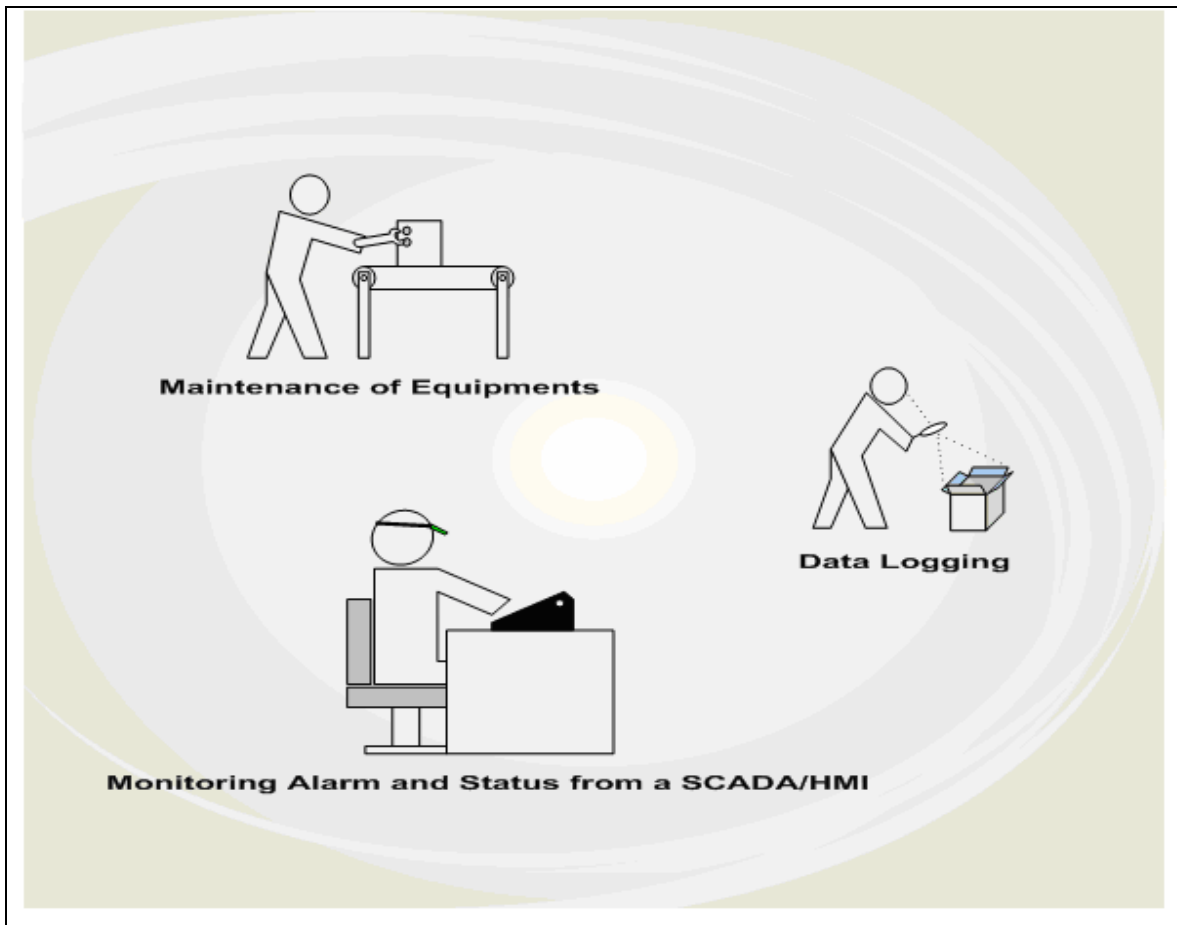 Maintenance of Equipments
Data Logging
Monitoring Alarm and Status from a SCADA/HMI